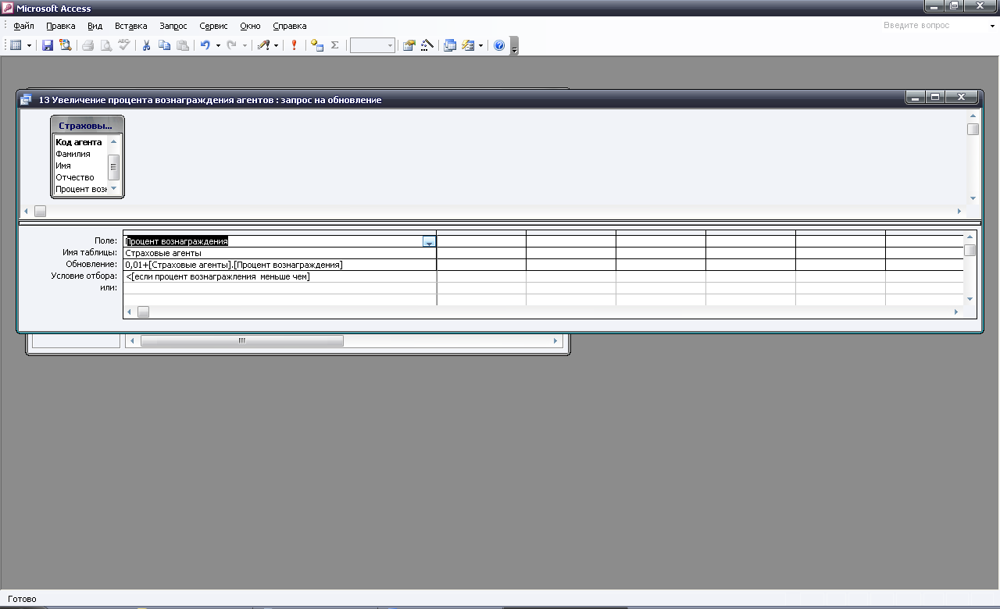 Microsoft Access
Файл Правка Вид Вставка Запрос Сервис Окно Справка Введите вопрос
13 Увеличение процента вознаграждения агентов : запрос на обновление
Страховы...
Код агента
Фамилия
Имя
Отчество
Процент возн
Поле: Процент вознаграждения
Имя таблицы: Страховые агенты
Обновление: 0,01+[Страховые агенты].[Процент вознаграждения]
Условие отбора: <[если процент вознагражления меньше чем]
или:
Готово